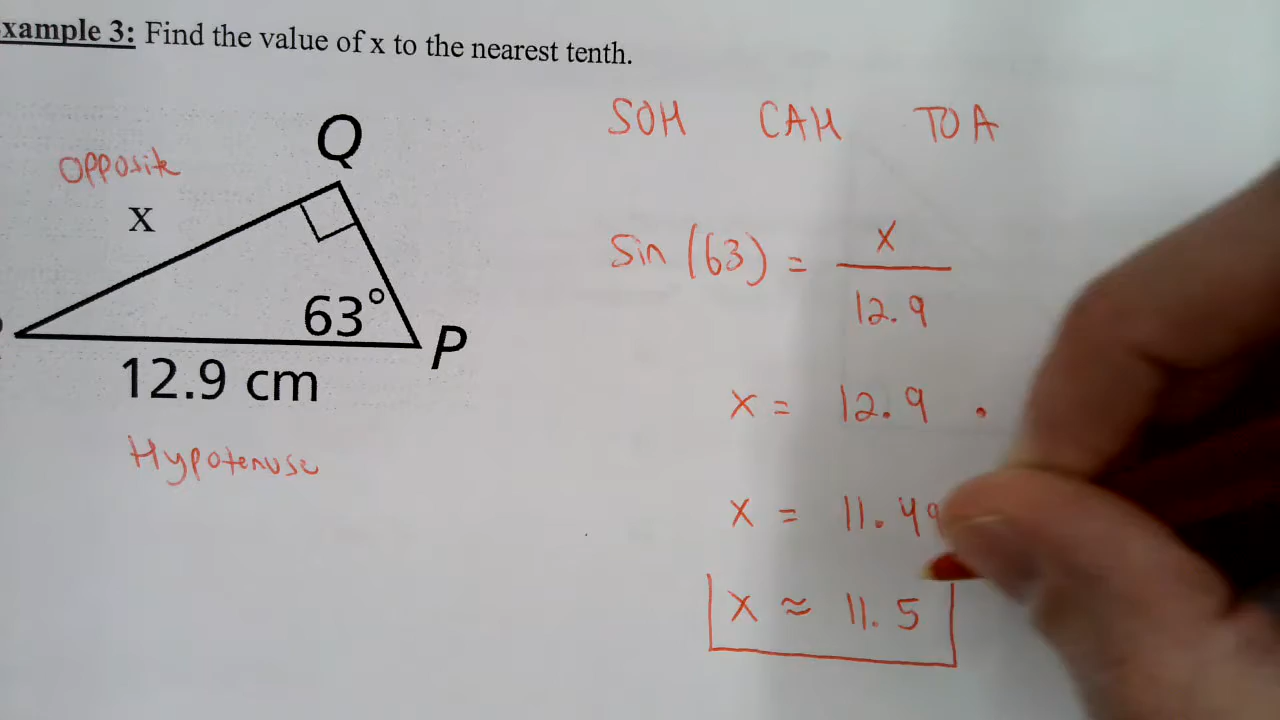 xample 3: Find the value of x to the nearest tenth.
SOH CAH TOA
Q
Opposite
x
Sin (63) = x
12.9
63°
P
12.9 cm
x = 12.9 .
Hypotenuse
x = 11.49
x ≈ 11.5